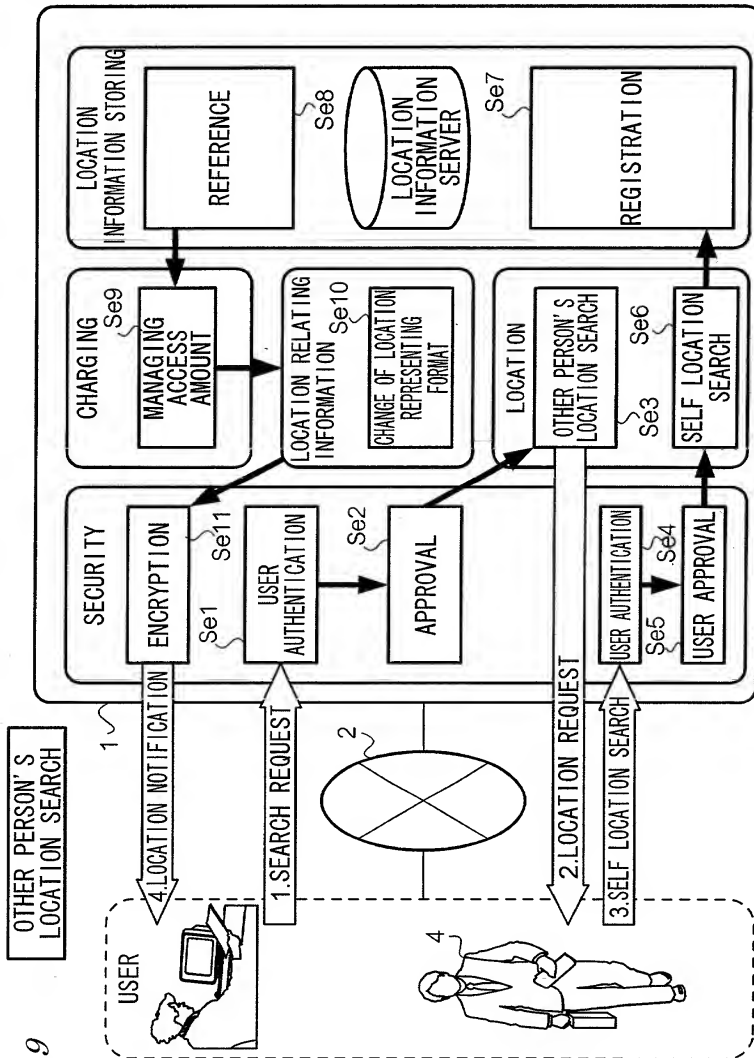 9
OTHER PERSON'S
LOCATION SEARCH
1
USER
4.LOCATION NOTIFICATION
1.SEARCH REQUEST
2
2.LOCATION REQUEST
3.SELF LOCATION SEARCH
4
SECURITY
ENCRYPTION
Se11
Se1
USER
AUTHENTICATION
Se2
APPROVAL
USER AUTHENTICATION
Se4
Se5
USER APPROVAL
CHARGING
Se9
MANAGING
ACCESS
AMOUNT
LOCATION RELATING
INFORMATION
Se10
CHANGE OF LOCATION
REPRESENTING
FORMAT
LOCATION
OTHER PERSON'S
LOCATION SEARCH
Se3
Se6
SELF LOCATION
SEARCH
LOCATION
INFORMATION STORING
REFERENCE
Se8
LOCATION
INFORMATION
SERVER
Se7
REGISTRATION